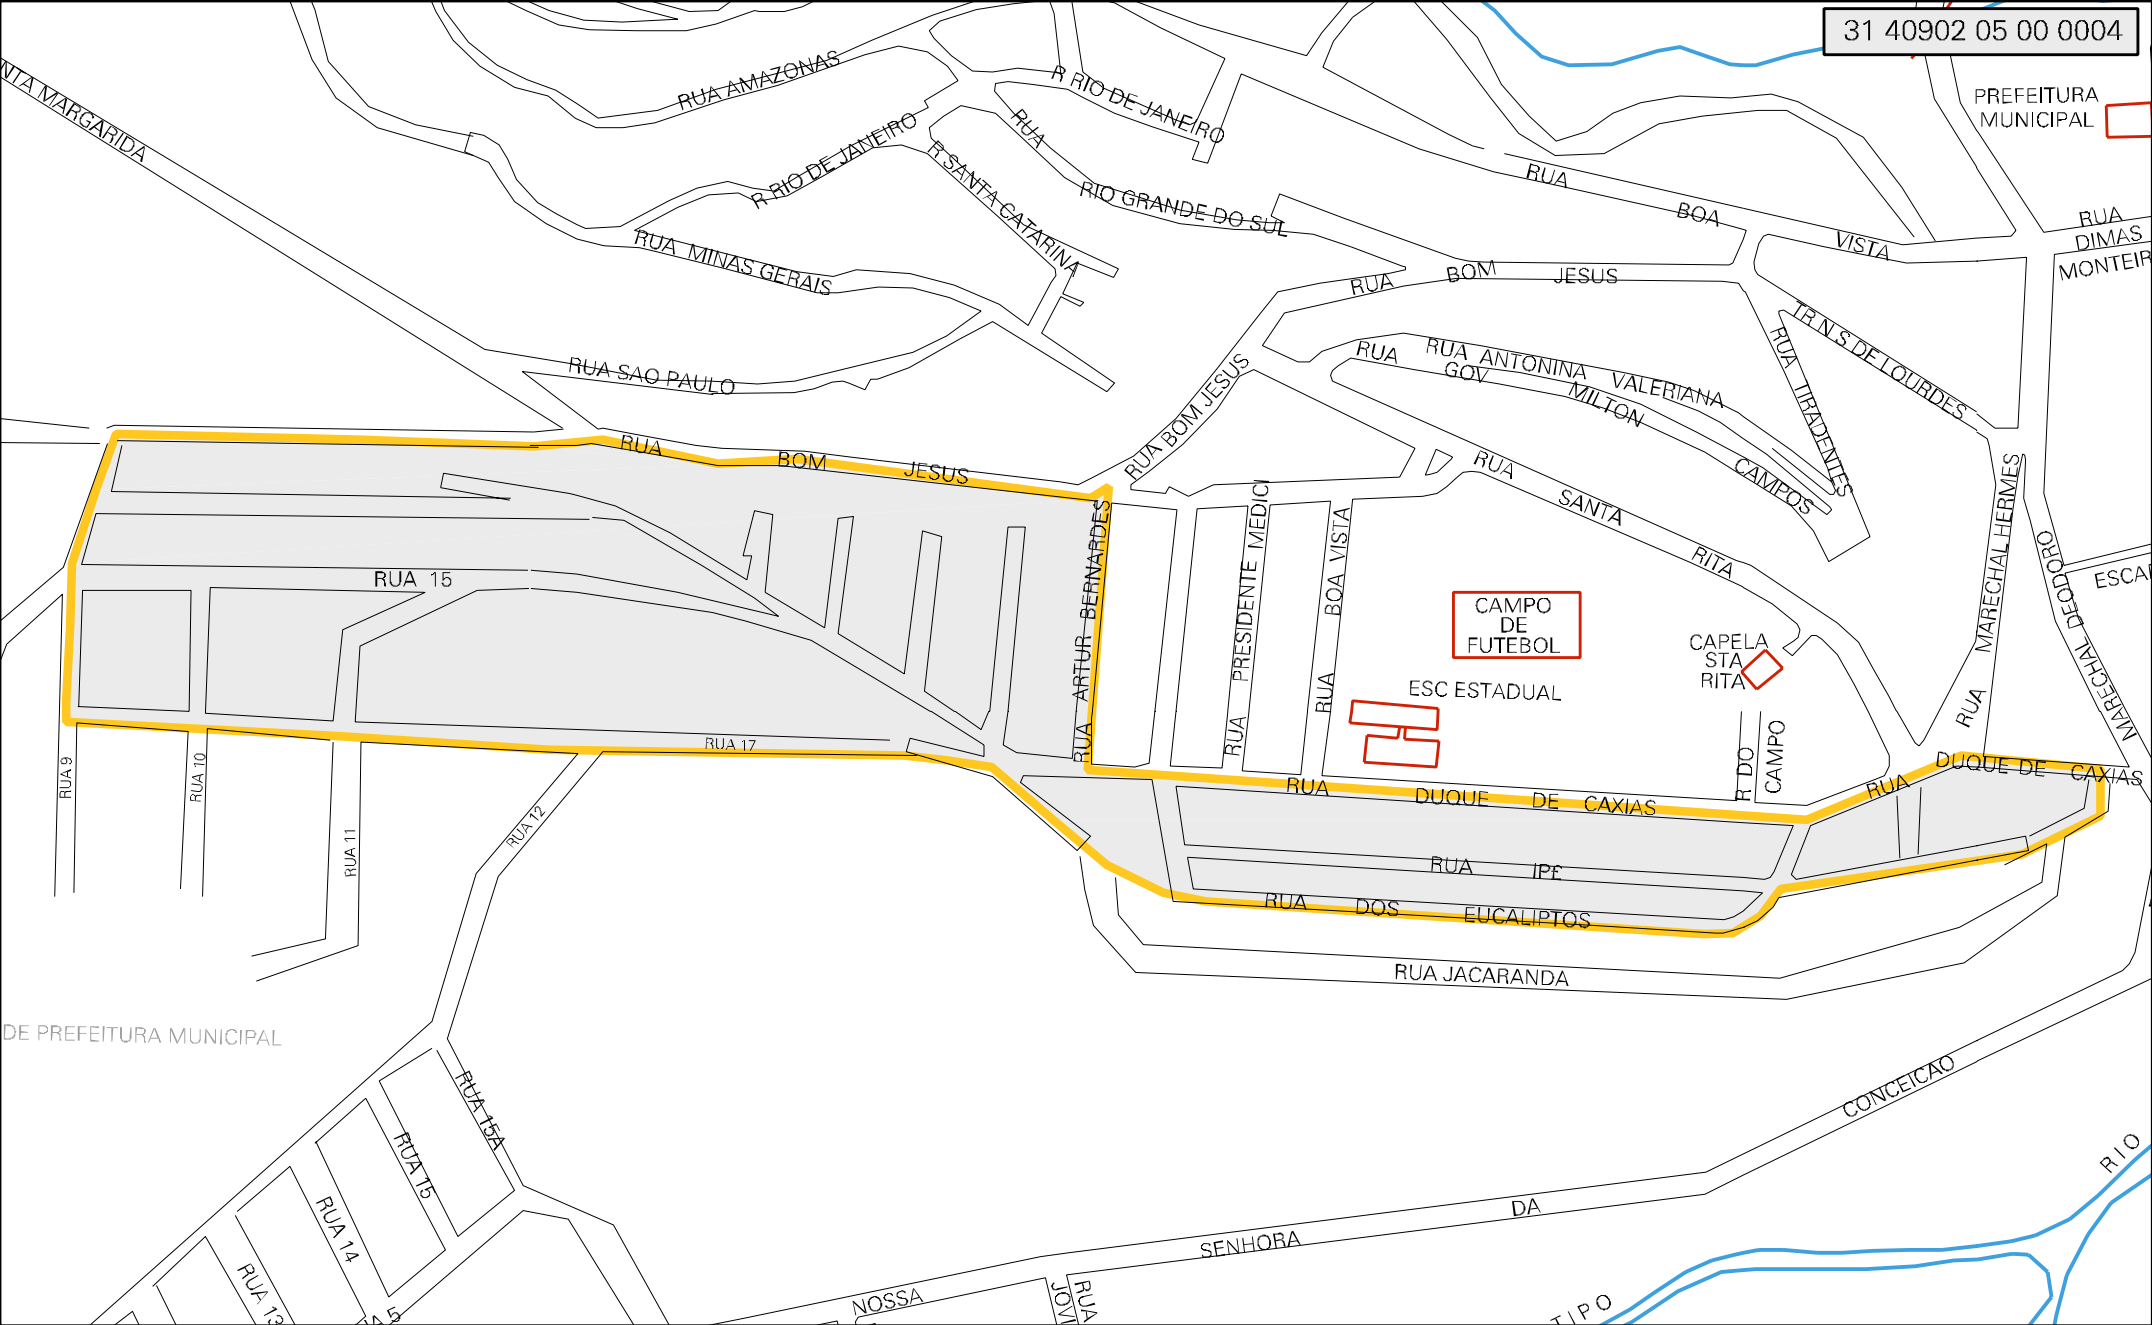 31 40902 05 00 0004
PREFEITURA
MUNICIPAL
RUA AMAZONAS
R RIO DE JANEIRO
R RIO DE JANEIRO
RUA
RIO GRANDE DO SUL
R SANTA CATARINA
MARGARIDA
RUA MINAS GERAIS
RUA BOA VISTA
RUA
DIMAS
RUA BOM JESUS
TR N S DE LOURDES
RUA TIRADENTES
RUA SAO PAULO
RUA BOM JESUS
RUA ANTONINA VALERIANA
RUA GOV MILTON CAMPOS
RUA BOM JESUS
RUA SANTA RITA
RUA MARECHAL HERMES
MARECHAL DEODORO
MARECHAL
RUA ARTUR BERNARDES
RUA PRESIDENTE MEDICI
RUA BOA VISTA
RUA 15
CAMPO
DE
FUTEBOL
CAPELA
STA
RITA
ESC ESTADUAL
R DO
CAMPO
RUA 17
RUA 9
RUA 10
RUA 11
RUA 12
RUA DUQUE DE CAXIAS
RUA DUQUE DE CAXIAS
RUA IPE
RUA DOS EUCALIPTOS
RUA JACARANDA
DE PREFEITURA MUNICIPAL
RUA 15A
RUA 15
RUA 14
RUA 13
NOSSA SENHORA DA CONCEICAO
RUA
JOVI
RIO
TIPO